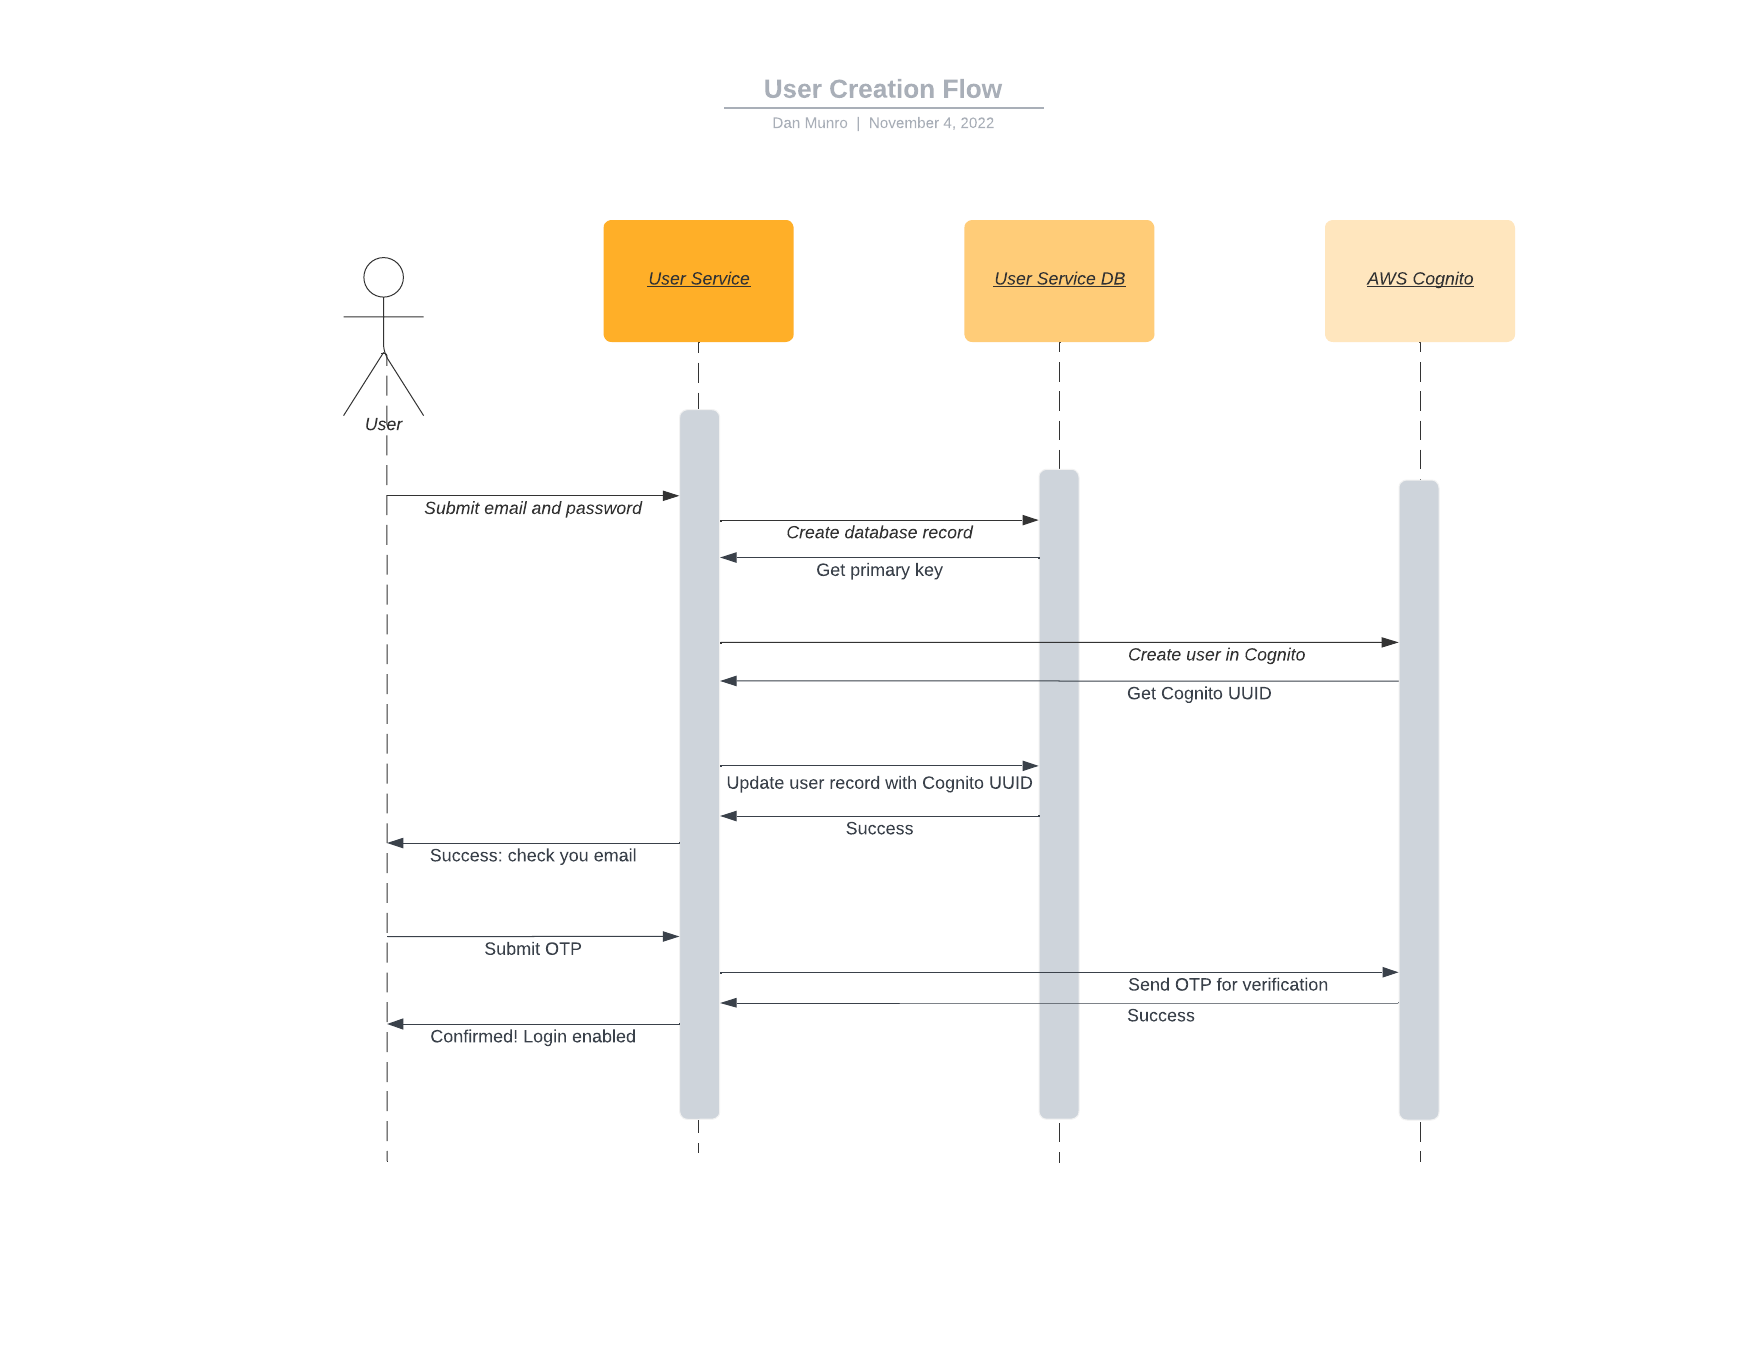 User Creation Flow
Dan Munro | November 4, 2022
User Service
User Service DB
AWS Cognito
User
Submit email and password
Create database record
Get primary key
Create user in Cognito
Get Cognito UUID
Update user record with Cognito UUID
Success
Success: check you email
Submit OTP
Send OTP for verification
Success
Confirmed! Login enabled